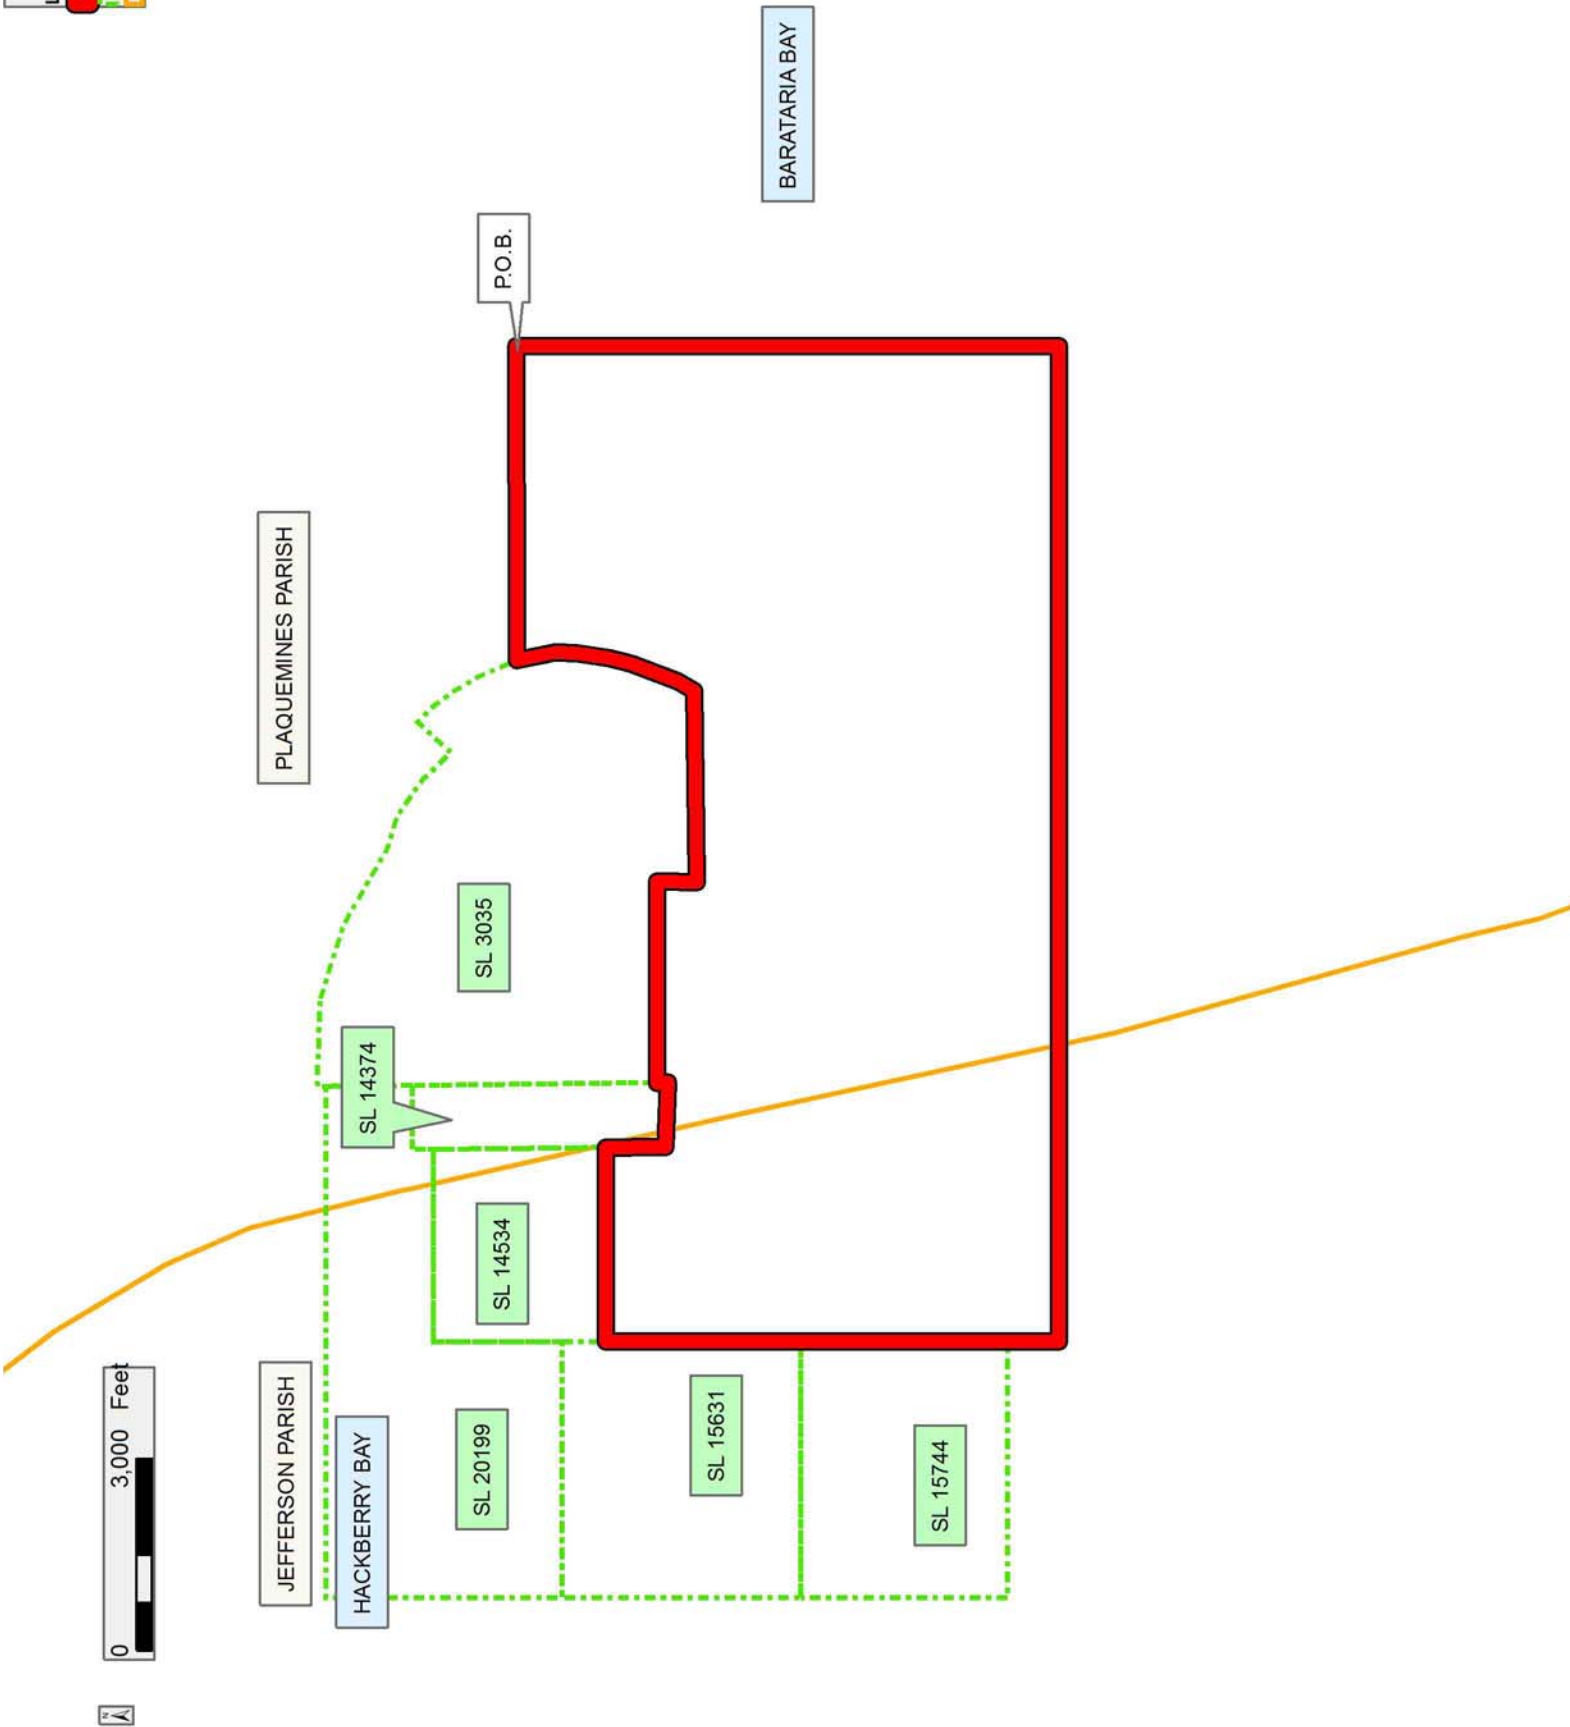 N
0 3,000 Feet
JEFFERSON PARISH
PLAQUEMINES PARISH
HACKBERRY BAY
SL 14374
SL 20199
SL 14534
SL 3035
P.O.B.
SL 15631
SL 15744
BARATARIA BAY